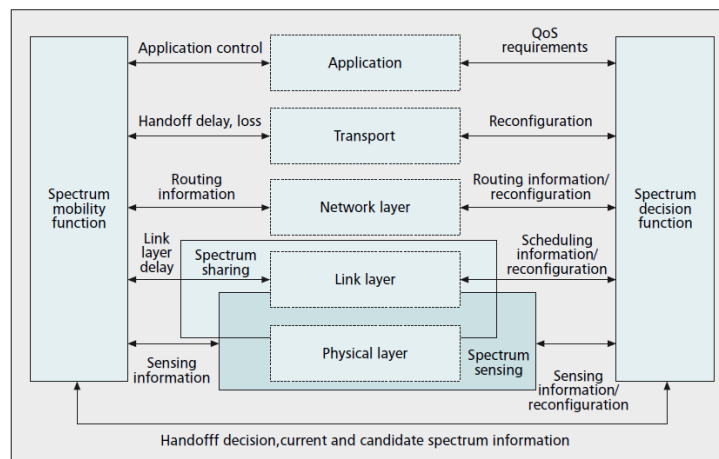 Application control
Application
QoS
requirements
Handoff delay, loss
Transport
Reconfiguration
Spectrum
mobility
function
Routing
information
Network layer
Routing information/
reconfiguration
Spectrum
decision
function
Link
layer
delay
Spectrum
sharing
Link layer
Scheduling
information/
reconfiguration
Sensing
information
Physical layer
Spectrum
sensing
Sensing
information/
reconfiguration
Handofff decision,current and candidate spectrum information